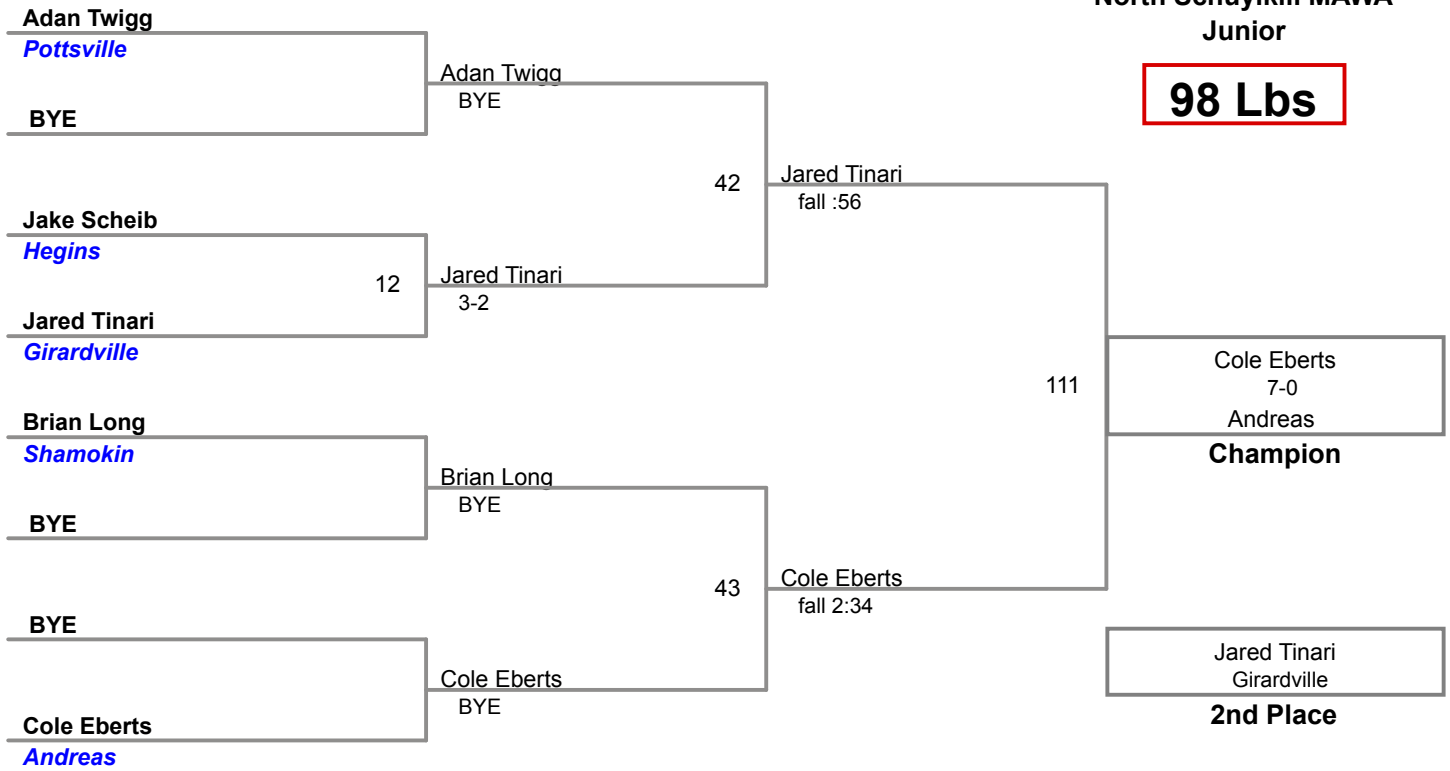 North Schuylkill MAWA
Junior
98 Lbs
Adan Twigg
Pottsville
BYE
Jake Scheib
Hegins
12
Jared Tinari
Girardville
Brian Long
Shamokin
BYE
BYE
Cole Eberts
Andreas
Adan Twigg
BYE
Jared Tinari
3-2
Brian Long
BYE
Cole Eberts
BYE
42
43
Jared Tinari
fall :56
Cole Eberts
fall 2:34
111
Cole Eberts
7-0
Andreas
Champion
Jared Tinari
Girardville
2nd Place